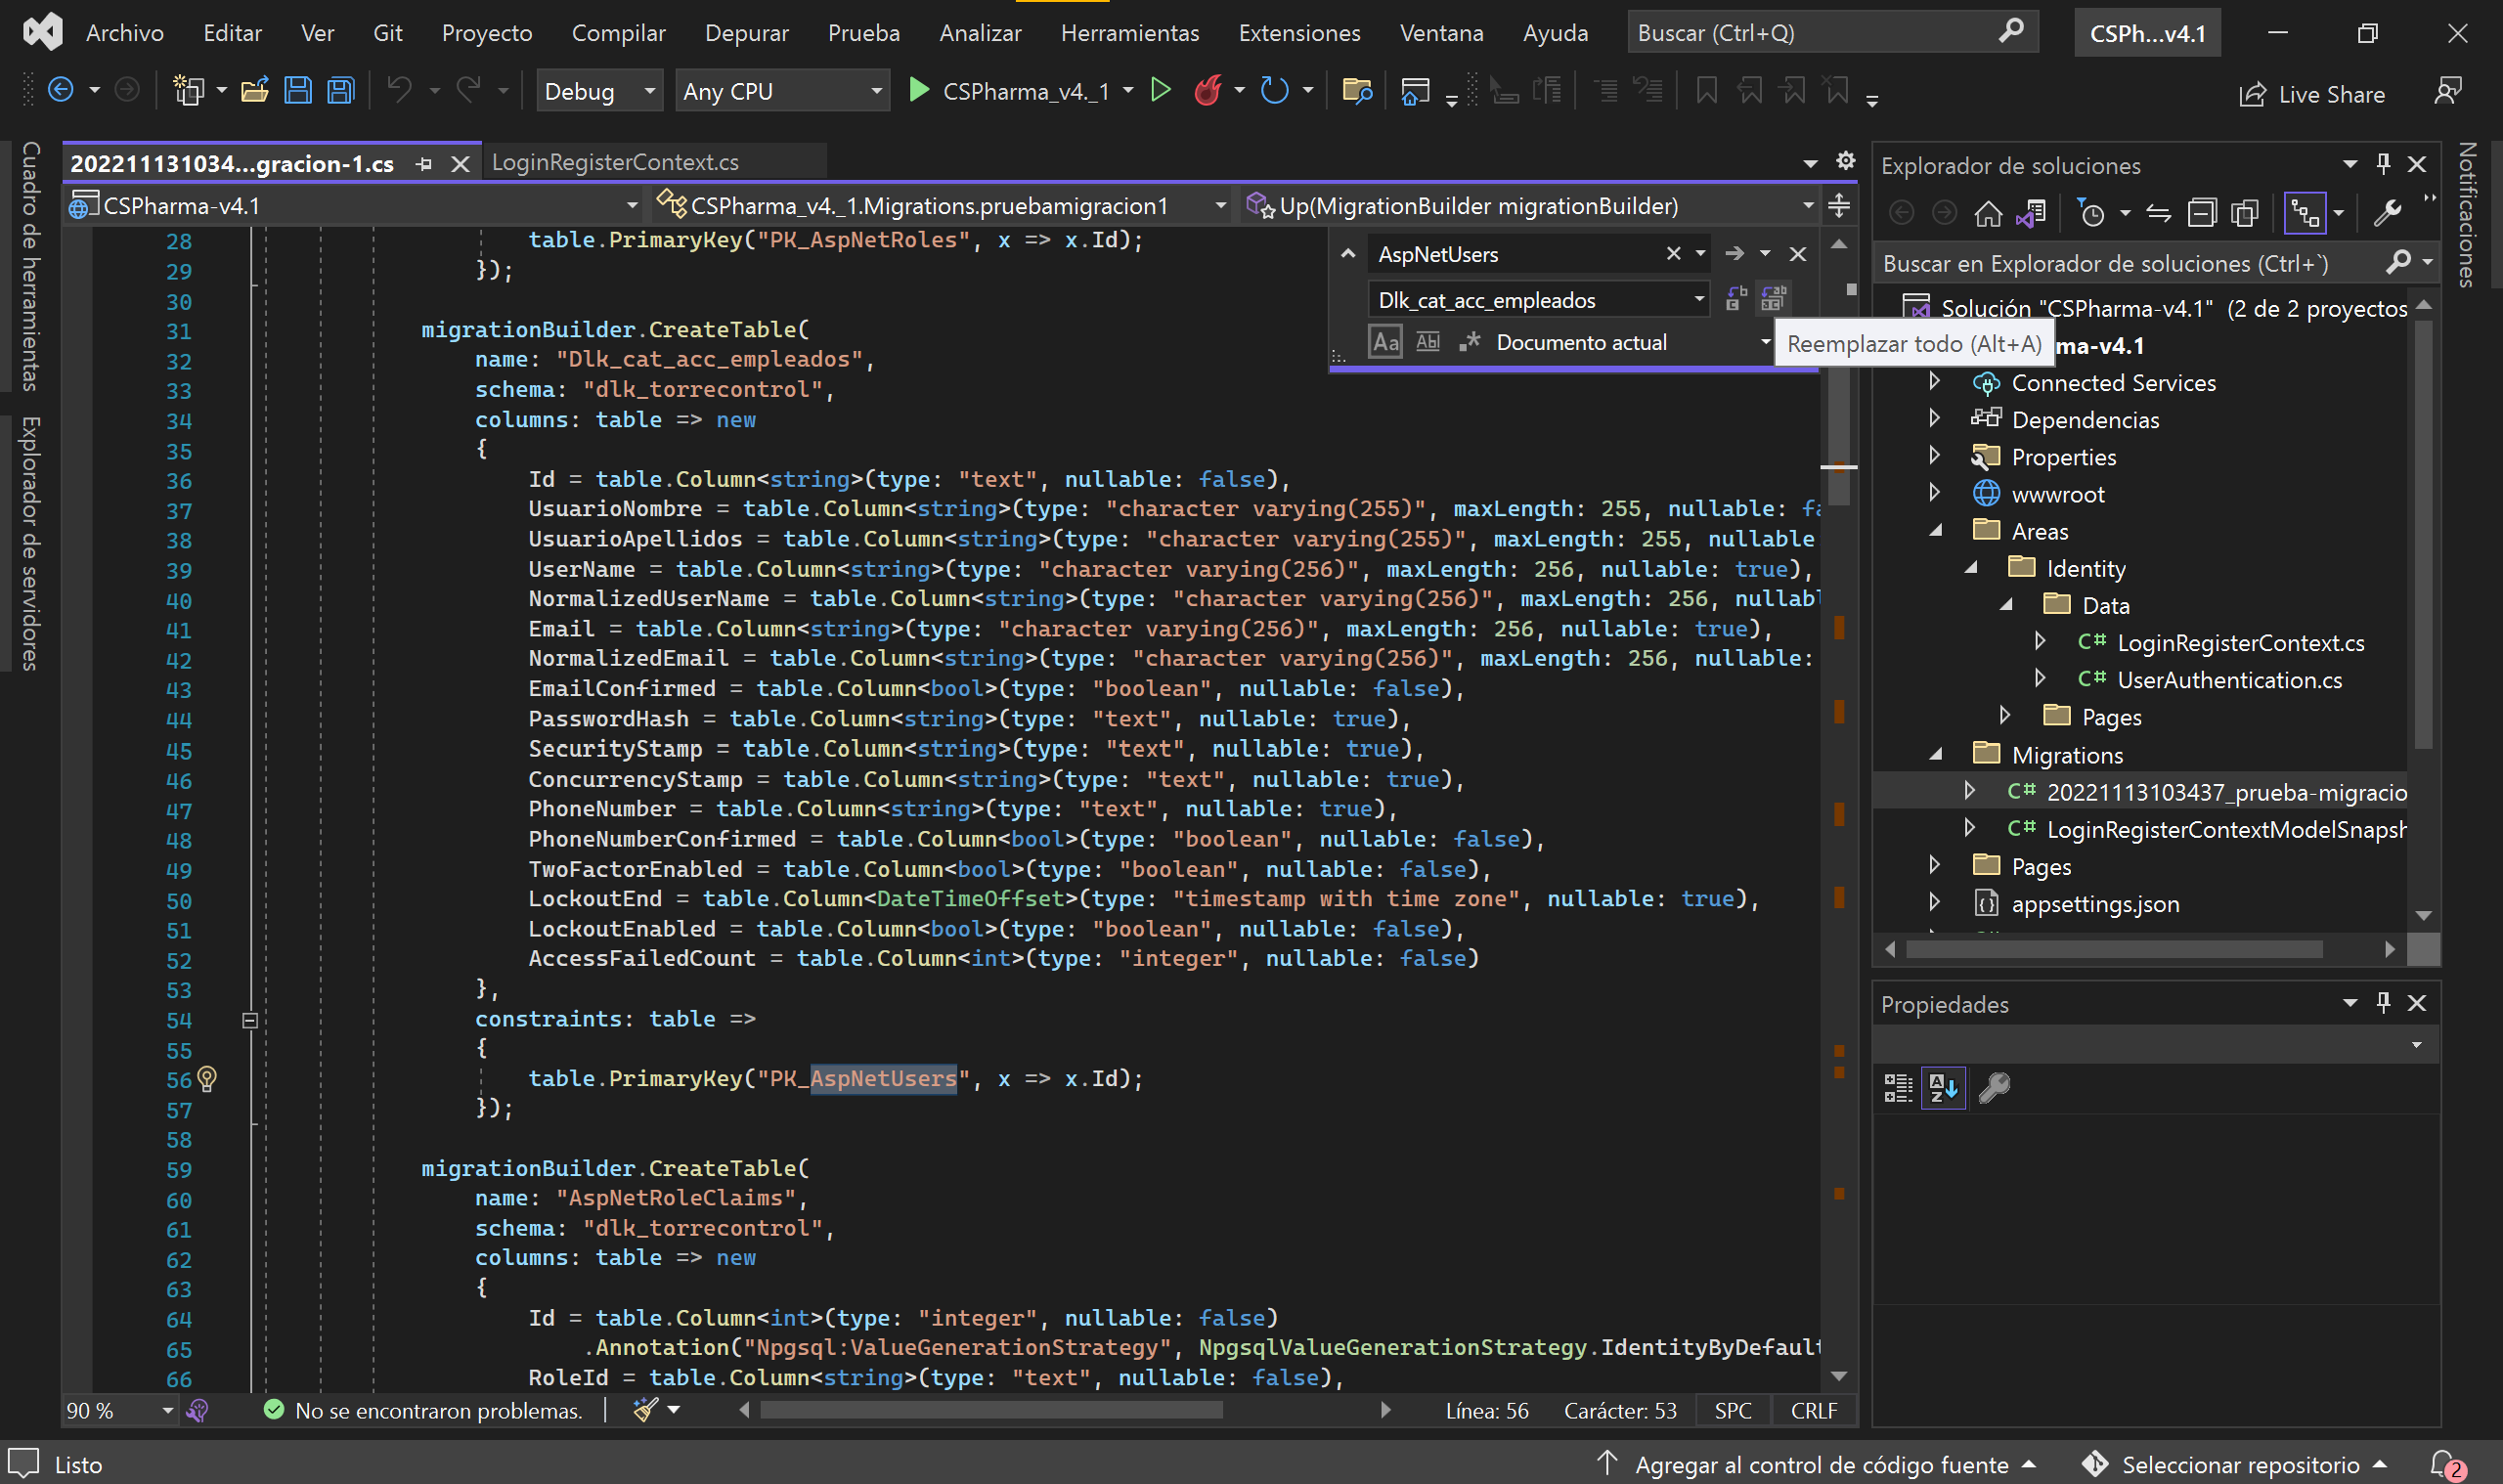 Archivo Editar Ver Git Proyecto Compilar Depurar Prueba Analizar Herramientas Extensiones Ventana Ayuda Buscar (Ctrl+Q) CSPh...v4.1
Debug Any CPU CSPharma_v4._1 Live Share
Cuadro de herramientas
Explorador de servidores
202211131034...gracion-1.cs LoginRegisterContext.cs
CSPharma-v4.1 CSPharma_v4._1.Migrations.pruebamigracion1 Up(MigrationBuilder migrationBuilder)
AspNetUsers
Dlk_cat_acc_empleados
Aa Abl .* Documento actual
Reemplazar todo (Alt+A)
28 table.PrimaryKey("PK_AspNetRoles", x => x.Id);
29 });
30
31 migrationBuilder.CreateTable(
32 name: "Dlk_cat_acc_empleados",
33 schema: "dlk_torrecontrol",
34 columns: table => new
35 {
36 Id = table.Column<string>(type: "text", nullable: false),
37 UsuarioNombre = table.Column<string>(type: "character varying(255)", maxLength: 255, nullable: fa
38 UsuarioApellidos = table.Column<string>(type: "character varying(255)", maxLength: 255, nullable
39 UserName = table.Column<string>(type: "character varying(256)", maxLength: 256, nullable: true),
40 NormalizedUserName = table.Column<string>(type: "character varying(256)", maxLength: 256, nullabl
41 Email = table.Column<string>(type: "character varying(256)", maxLength: 256, nullable: true),
42 NormalizedEmail = table.Column<string>(type: "character varying(256)", maxLength: 256, nullable:
43 EmailConfirmed = table.Column<bool>(type: "boolean", nullable: false),
44 PasswordHash = table.Column<string>(type: "text", nullable: true),
45 SecurityStamp = table.Column<string>(type: "text", nullable: true),
46 ConcurrencyStamp = table.Column<string>(type: "text", nullable: true),
47 PhoneNumber = table.Column<string>(type: "text", nullable: true),
48 PhoneNumberConfirmed = table.Column<bool>(type: "boolean", nullable: false),
49 TwoFactorEnabled = table.Column<bool>(type: "boolean", nullable: false),
50 LockoutEnd = table.Column<DateTimeOffset>(type: "timestamp with time zone", nullable: true),
51 LockoutEnabled = table.Column<bool>(type: "boolean", nullable: false),
52 AccessFailedCount = table.Column<int>(type: "integer", nullable: false)
53 },
54 constraints: table =>
55 {
56 table.PrimaryKey("PK_AspNetUsers", x => x.Id);
57 });
58
59 migrationBuilder.CreateTable(
60 name: "AspNetRoleClaims",
61 schema: "dlk_torrecontrol",
62 columns: table => new
63 {
64 Id = table.Column<int>(type: "integer", nullable: false)
65 .Annotation("Npgsql:ValueGenerationStrategy", NpgsqlValueGenerationStrategy.IdentityByDefault
66 RoleId = table.Column<string>(type: "text", nullable: false),
90 % No se encontraron problemas. Línea: 56 Carácter: 53 SPC CRLF
Explorador de soluciones
Buscar en Explorador de soluciones (Ctrl+`)
Solución "CSPharma-v4.1" (2 de 2 proyectos
ma-v4.1
Connected Services
Dependencias
Properties
wwwroot
Areas
Identity
Data
C# LoginRegisterContext.cs
C# UserAuthentication.cs
Pages
Migrations
C# 20221113103437_prueba-migracio
C# LoginRegisterContextModelSnapsh
Pages
appsettings.json
Propiedades
Notificaciones
Listo Agregar al control de código fuente Seleccionar repositorio 2